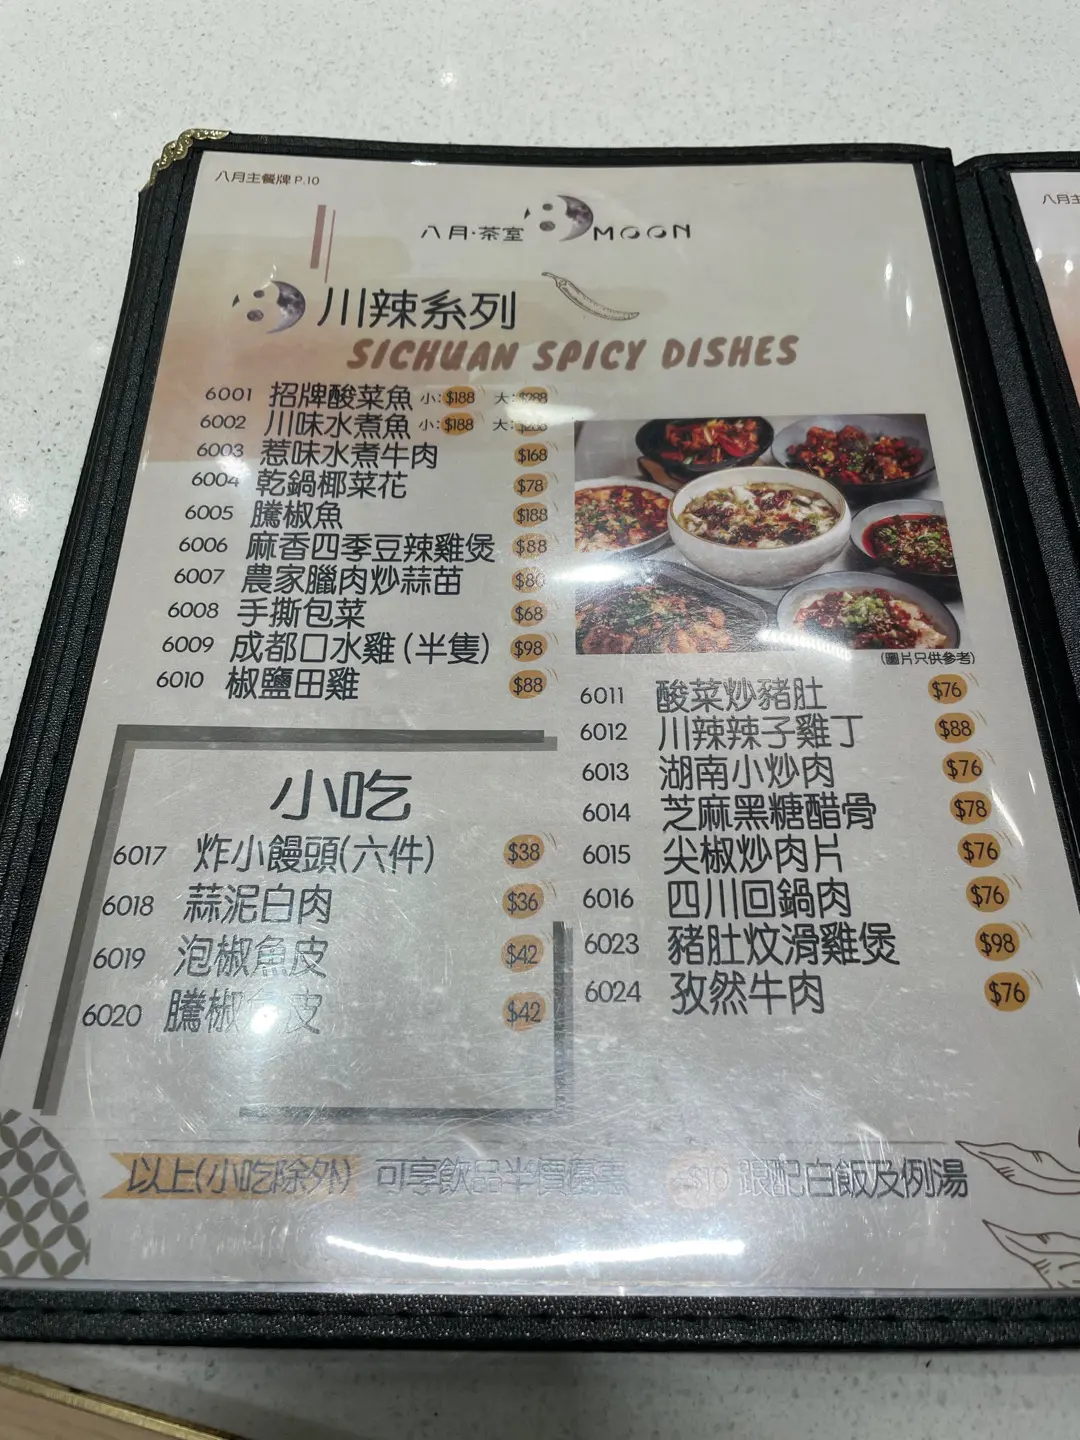 八月主餐牌 P.10
八月·茶室 MOON
川辣系列
SICHUAN SPICY DISHES
6001 招牌酸菜魚 小:$188 大:$288
6002 川味水煮魚 小:$188 大:
6003 惹味水煮牛肉 $168
6004 乾鍋椰菜花 $78
6005 騰椒魚 $188
6006 麻香四季豆辣雞煲 $88
6007 農家臘肉炒蒜苗 $80
6008 手撕包菜 $68
6009 成都口水雞(半隻) $98
6010 椒鹽田雞 $88
(圖片只供參考)
6011 酸菜炒豬肚 $76
6012 川辣辣子雞丁 $88
6013 湖南小炒肉 $76
6014 芝麻黑糖醋骨 $78
6015 尖椒炒肉片 $76
6016 四川回鍋肉 $76
6023 豬肚炆滑雞煲 $98
6024 孜然牛肉 $76
小吃
6017 炸小饅頭(六件) $38
6018 蒜泥白肉 $36
6019 泡椒魚皮 $42
6020 騰椒魚皮 $42
以上(小吃除外) 可享飲品半價優惠 $10 跟配白飯及例湯
八月主